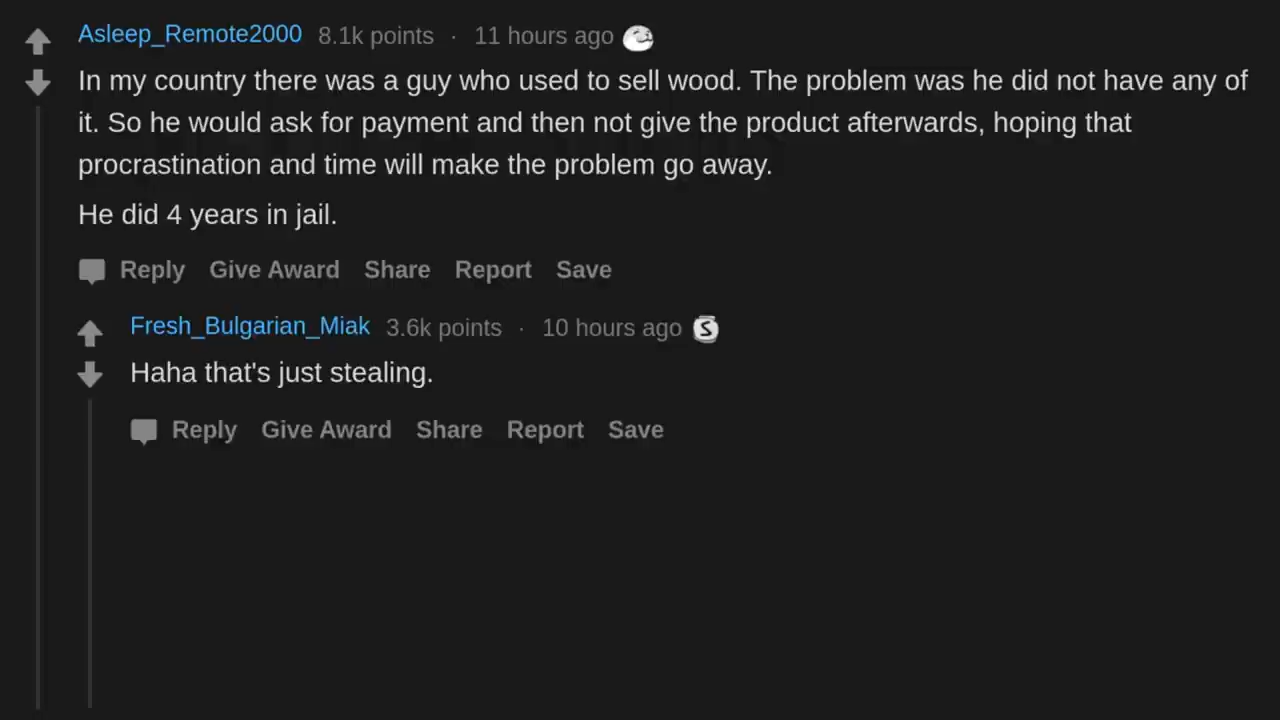 Asleep_Remote2000 8.1k points · 11 hours ago
In my country there was a guy who used to sell wood. The problem was he did not have any of
it. So he would ask for payment and then not give the product afterwards, hoping that
procrastination and time will make the problem go away.
He did 4 years in jail.
Reply Give Award Share Report Save
Fresh_Bulgarian_Miak 3.6k points · 10 hours ago S
Haha that's just stealing.
Reply Give Award Share Report Save